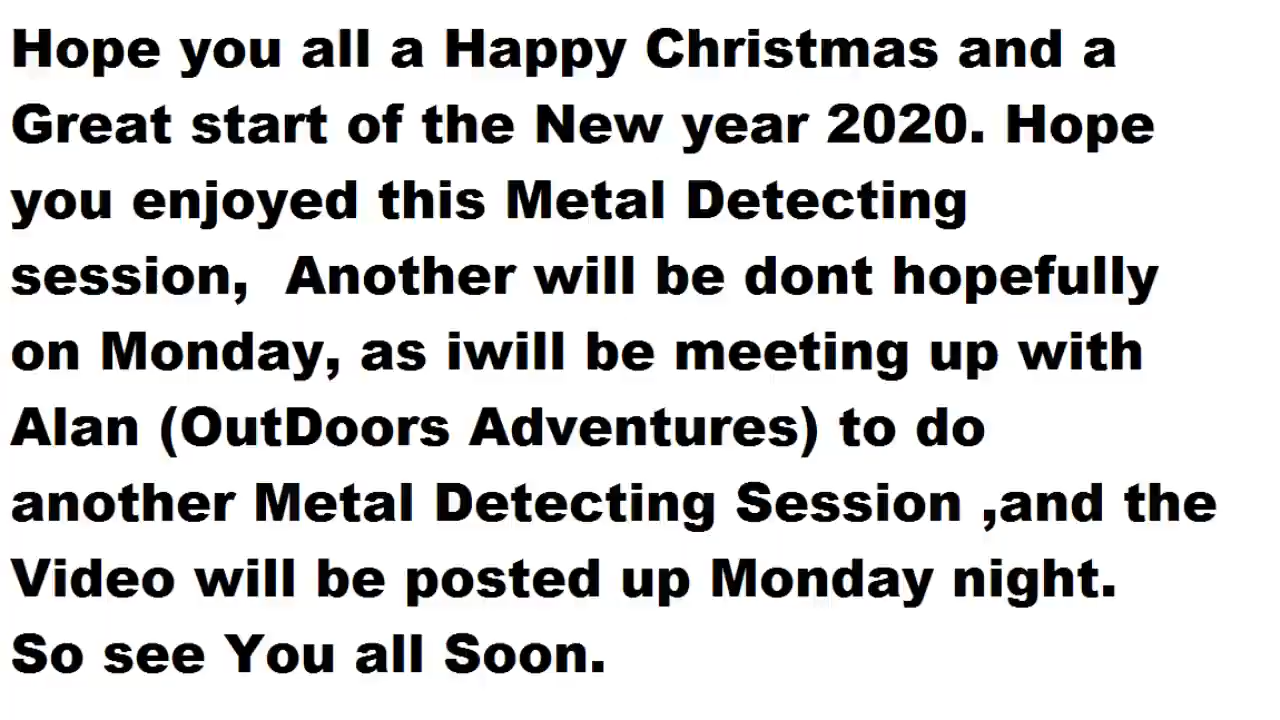 Hope you all a Happy Christmas and a
Great start of the New year 2020. Hope
you enjoyed this Metal Detecting
session,  Another will be dont hopefully
on Monday, as iwill be meeting up with
Alan (OutDoors Adventures) to do
another Metal Detecting Session ,and the
Video will be posted up Monday night.
So see You all Soon.